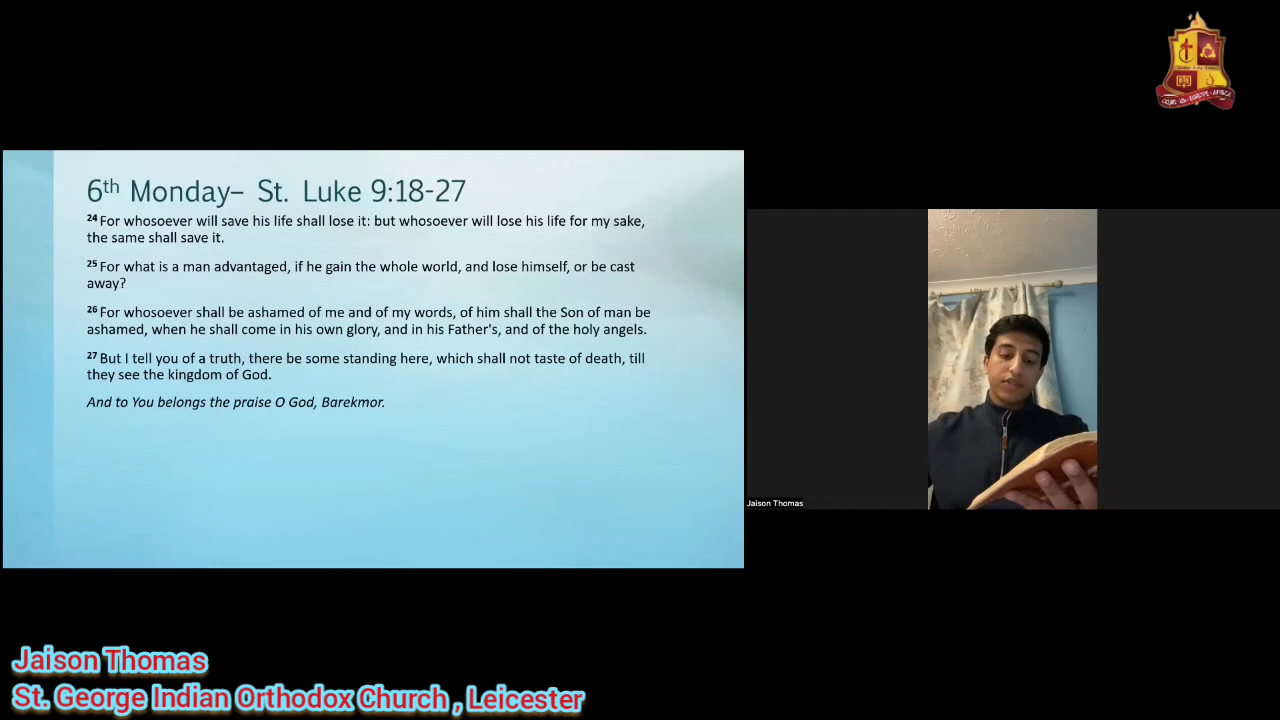 6th Monday– St. Luke 9:18-27
24 For whosoever will save his life shall lose it: but whosoever will lose his life for my sake,
the same shall save it.
25 For what is a man advantaged, if he gain the whole world, and lose himself, or be cast
away?
26 For whosoever shall be ashamed of me and of my words, of him shall the Son of man be
ashamed, when he shall come in his own glory, and in his Father's, and of the holy angels.
27 But I tell you of a truth, there be some standing here, which shall not taste of death, till
they see the kingdom of God.
And to You belongs the praise O God, Barekmor.
Jaison Thomas
Jaison Thomas
St. George Indian Orthodox Church , Leicester